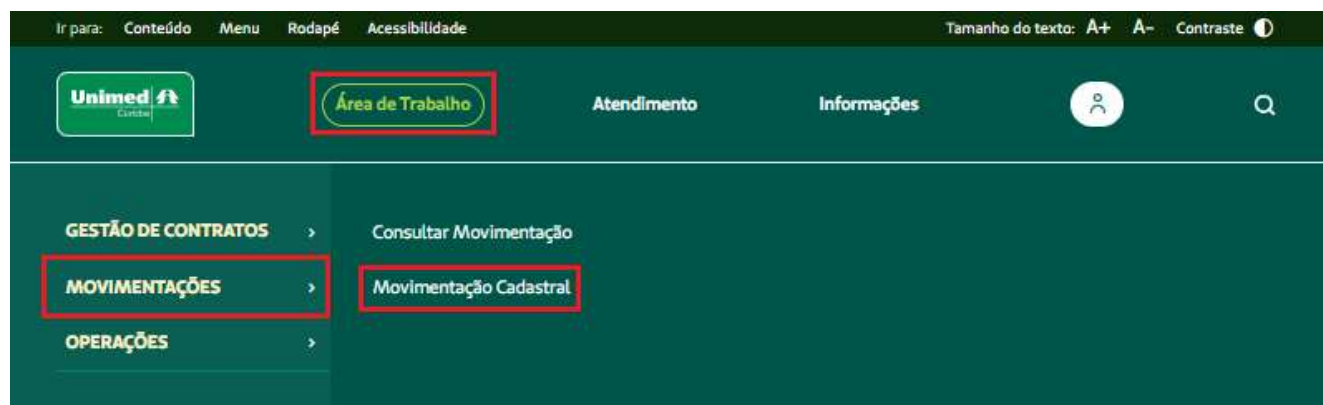 Ir para: Conteúdo Menu Rodapé Acessibilidade Tamanho do texto: A+ A- Contraste
Unimed
Curitiba
Área de Trabalho Atendimento Informações
GESTÃO DE CONTRATOS › Consultar Movimentação
MOVIMENTAÇÕES › Movimentação Cadastral
OPERAÇÕES ›